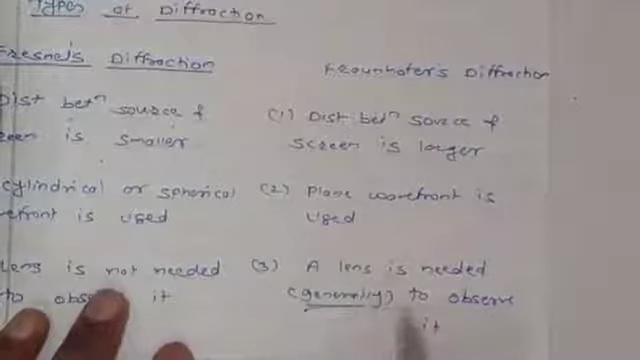 Types of Diffraction
Fresnel's Diffraction
Dist betn source &
screen is smaller
cylindrical or spherical
wavefront is used
Lens is not needed
to observe it
Fraunhofer's Diffraction
(1) Dist betn source &
screen is larger
(2) Plane wavefront is
used
(3) A lens is needed
(generally) to observe
it